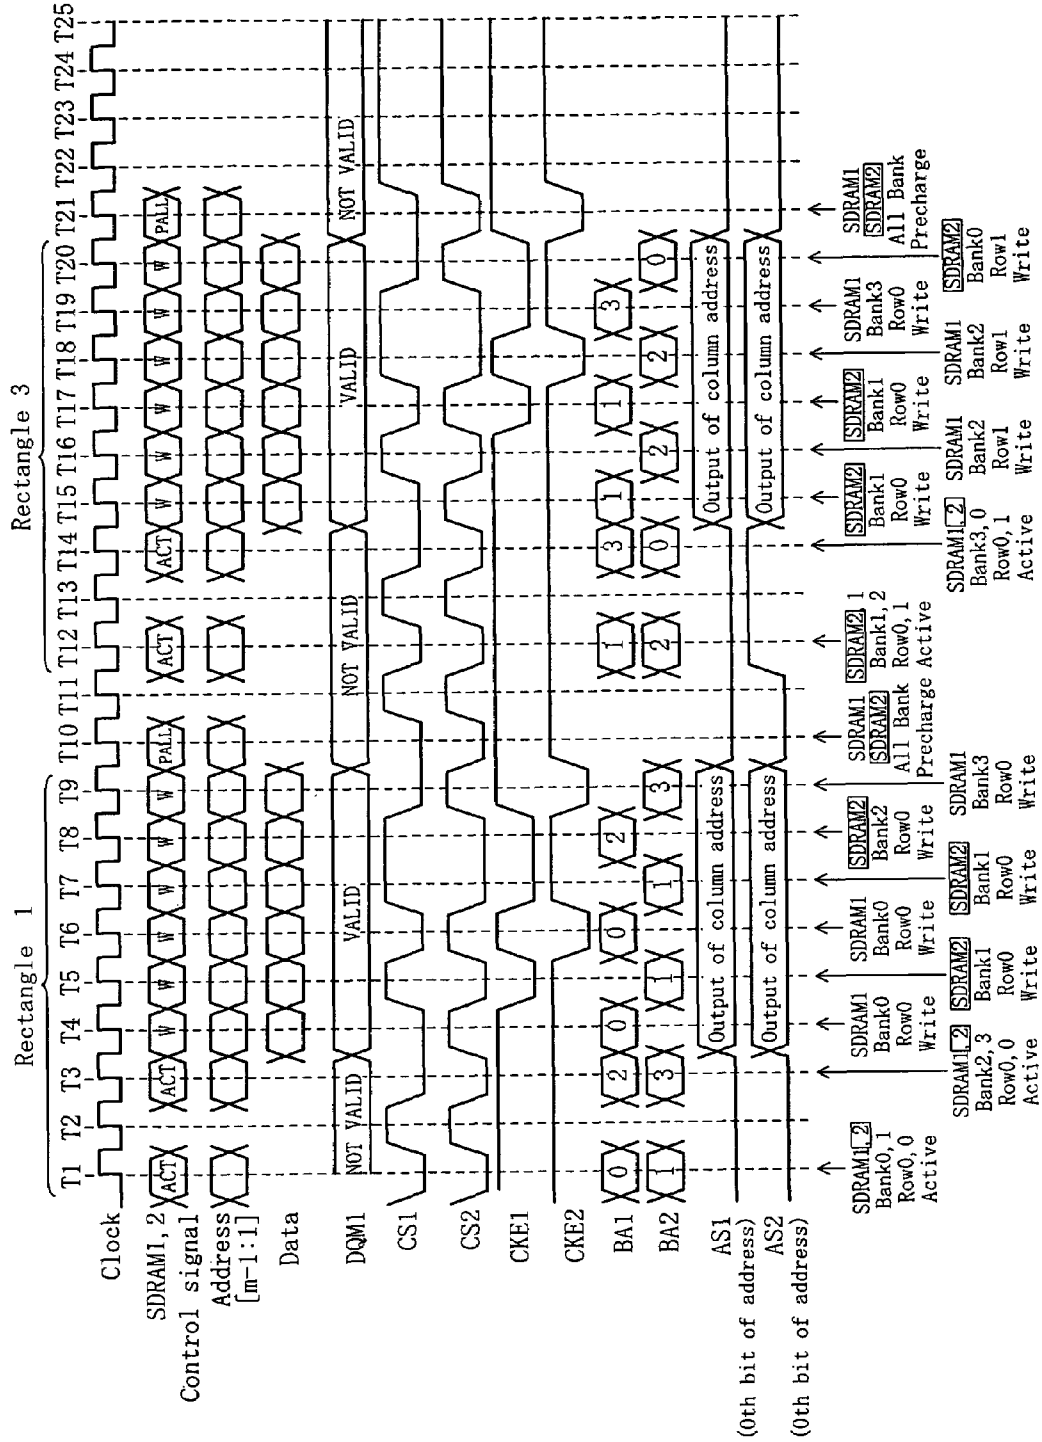 Rectangle 1
Rectangle 3
T1 T2 T3 T4 T5 T6 T7 T8 T9 T10 T11 T12 T13 T14 T15 T16 T17 T18 T19 T20 T21 T22 T23 T24 T25
Clock
SDRAM1, 2
Control signal
ACT ACT W W W W W W PALL ACT ACT W W W W W W PALL
Address
[m-1:1]
Data
DQM1
NOT VALID VALID NOT VALID NOT VALID VALID NOT VALID
CS1
CS2
CKE1
CKE2
BA1
0 2 0 0 2 1 3 1 1 3
BA2
1 3 1 1 3 2 0 2 2 0
AS1
(0th bit of address)
Output of column address Output of column address
AS2
(0th bit of address)
Output of column address Output of column address
SDRAM1,2
Bank0,1
Row0,0
Active
SDRAM1,2
Bank2,3
Row0,0
Active
SDRAM1
Bank0
Row0
Write
SDRAM2
Bank1
Row0
Write
SDRAM1
Bank0
Row0
Write
SDRAM2
Bank1
Row0
Write
SDRAM2
Bank2
Row0
Write
SDRAM1
Bank3
Row0
Write
SDRAM1
SDRAM2
All Bank
Precharge
SDRAM2,1
Bank1,2
Row0,1
Active
SDRAM1,2
Bank3,0
Row0,1
Active
SDRAM2
Bank1
Row0
Write
SDRAM1
Bank2
Row1
Write
SDRAM2
Bank1
Row0
Write
SDRAM1
Bank2
Row1
Write
SDRAM1
Bank3
Row0
Write
SDRAM2
Bank0
Row1
Write
SDRAM1
SDRAM2
All Bank
Precharge